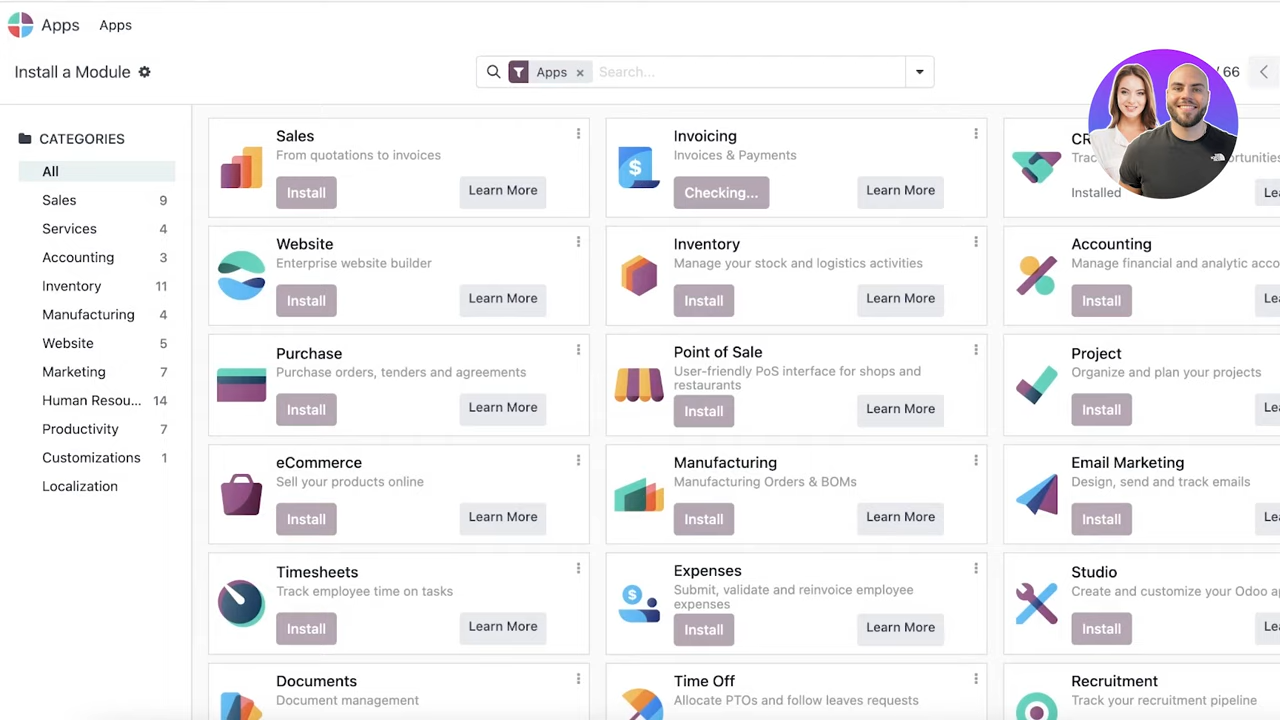 Apps Apps
Install a Module
Apps × Search...
/ 66
CATEGORIES
All
Sales 9
Services 4
Accounting 3
Inventory 11
Manufacturing 4
Website 5
Marketing 7
Human Resou... 14
Productivity 7
Customizations 1
Localization
Sales
From quotations to invoices
Install Learn More
Invoicing
Invoices & Payments
Checking... Learn More
Installed
Website
Enterprise website builder
Install Learn More
Inventory
Manage your stock and logistics activities
Install Learn More
Accounting
Manage financial and analytic
Install
Purchase
Purchase orders, tenders and agreements
Install Learn More
Point of Sale
User-friendly PoS interface for shops and
restaurants
Install Learn More
Project
Organize and plan your projects
Install
eCommerce
Sell your products online
Install Learn More
Manufacturing
Manufacturing Orders & BOMs
Install Learn More
Email Marketing
Design, send and track emails
Install
Timesheets
Track employee time on tasks
Install Learn More
Expenses
Submit, validate and reinvoice employee
expenses
Install Learn More
Studio
Create and customize your Odoo
Install
Documents
Document management
Time Off
Allocate PTOs and follow leaves requests
Recruitment
Track your recruitment pipeline